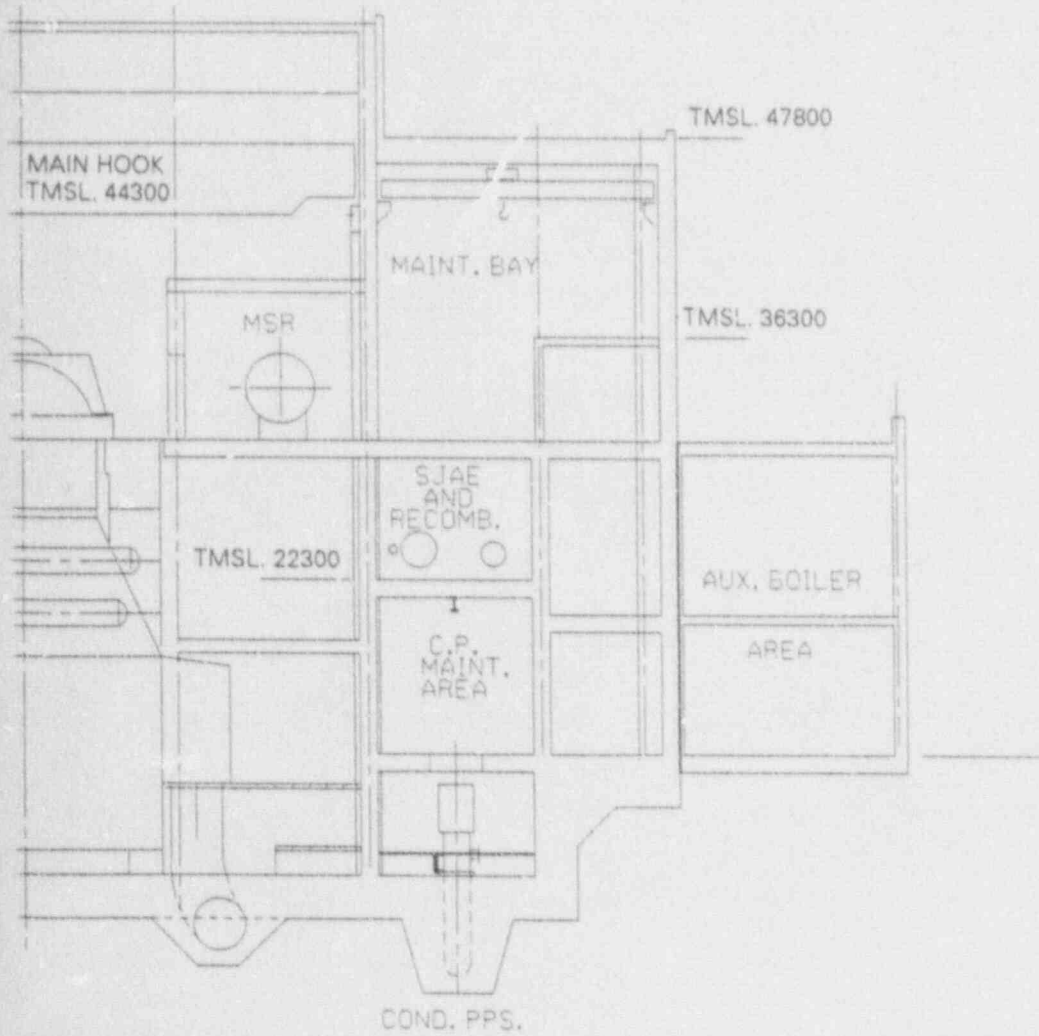 TMSL. 47800
MAIN HOOK
TMSL. 44300
MAINT. BAY
MSR
TMSL. 36300
SJAE
AND
RECOMB.
TMSL. 22300
AUX. BOILER
AREA
C.P.
MAINT.
AREA
COND. PPS.